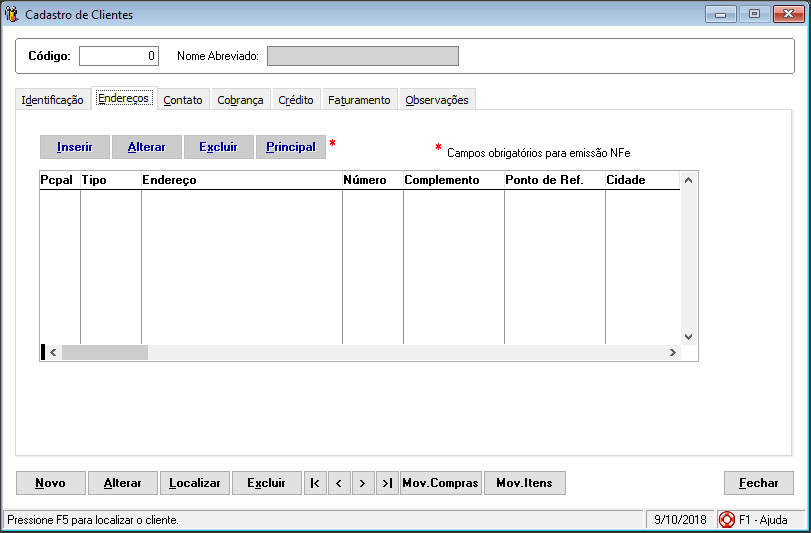 Cadastro de Clientes
Código: 0 Nome Abreviado:
Identificação Endereços Contato Cobrança Crédito Faturamento Observações
Inserir Alterar Excluir Principal * * Campos obrigatórios para emissão NFe
Pcpal Tipo Endereço Número Complemento Ponto de Ref. Cidade
Novo Alterar Localizar Excluir |< < > >| Mov.Compras Mov.Itens Fechar
Pressione F5 para localizar o cliente. 9/10/2018 F1 - Ajuda